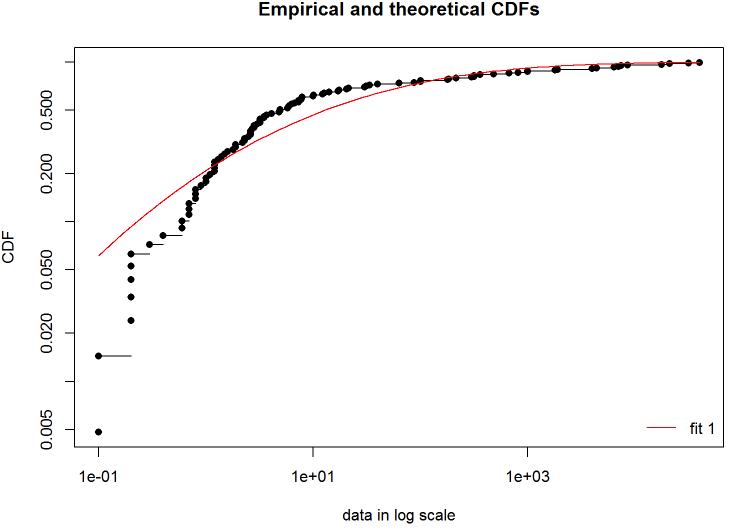 Empirical and theoretical CDFs
CDF
0.500
0.200
0.050
0.020
0.005
fit 1
1e-01
1e+01
1e+03
data in log scale